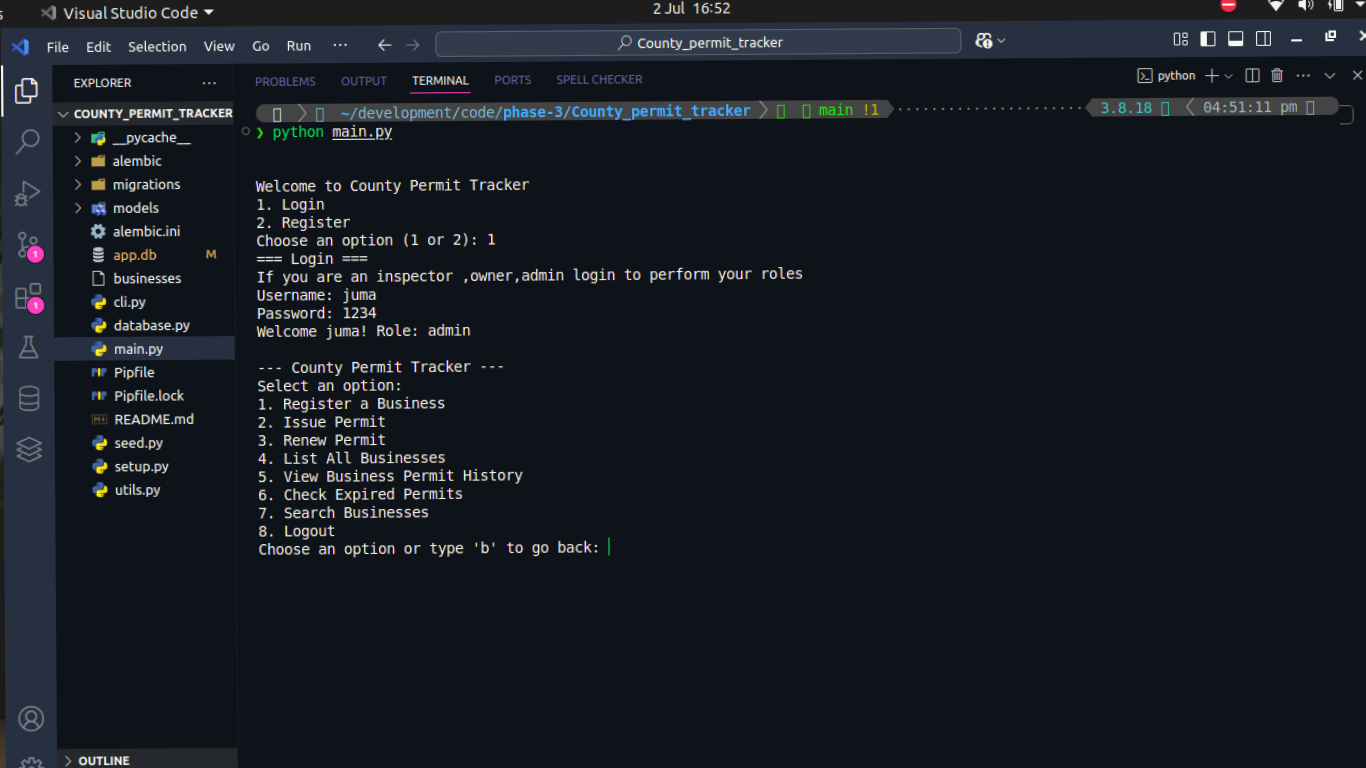 Visual Studio Code
2 Jul 16:52
File Edit Selection View Go Run ···
County_permit_tracker
EXPLORER ···
PROBLEMS OUTPUT TERMINAL PORTS SPELL CHECKER
python
COUNTY_PERMIT_TRACKER
__pycache__
alembic
migrations
models
alembic.ini
app.db M
businesses
cli.py
database.py
main.py
Pipfile
Pipfile.lock
README.md
seed.py
setup.py
utils.py
OUTLINE
1
1
~/development/code/phase-3/County_permit_tracker main !1 3.8.18 04:51:11 pm
❯ python main.py
Welcome to County Permit Tracker
1. Login
2. Register
Choose an option (1 or 2): 1
=== Login ===
If you are an inspector ,owner,admin login to perform your roles
Username: juma
Password: 1234
Welcome juma! Role: admin
--- County Permit Tracker ---
Select an option:
1. Register a Business
2. Issue Permit
3. Renew Permit
4. List All Businesses
5. View Business Permit History
6. Check Expired Permits
7. Search Businesses
8. Logout
Choose an option or type 'b' to go back: